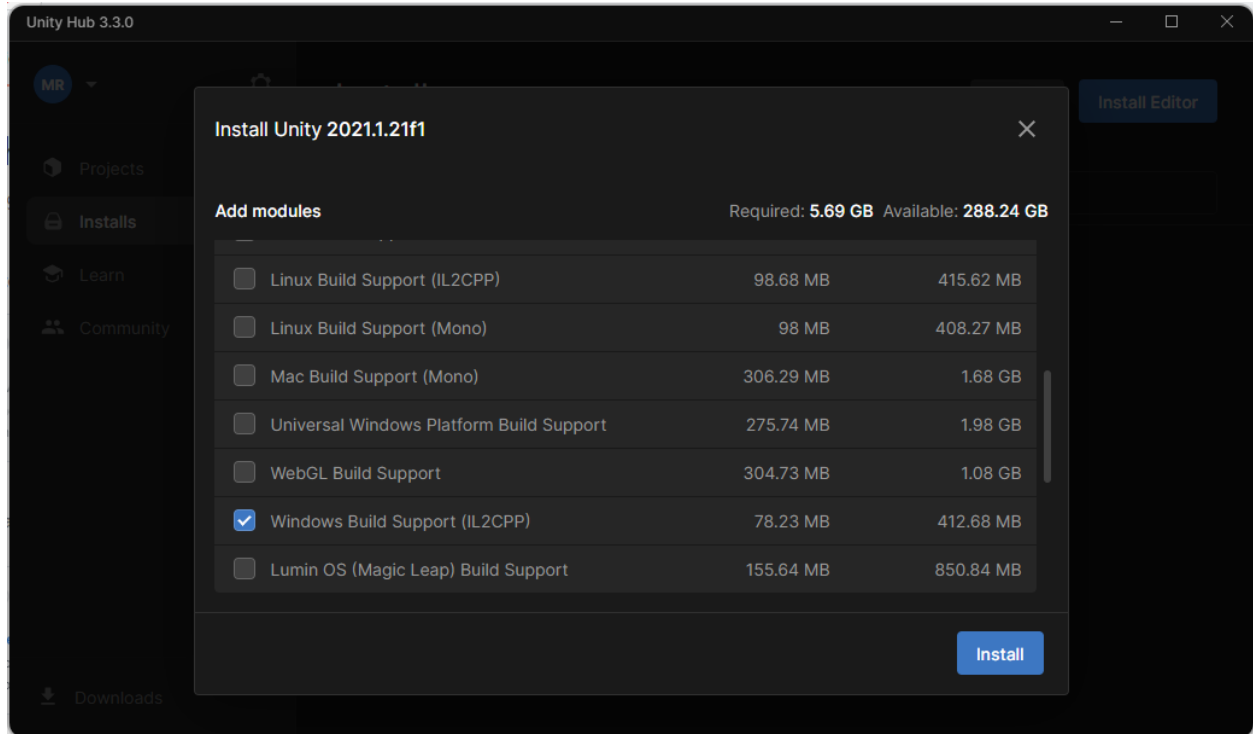 Unity Hub 3.3.0
MR
Install Editor
Install Unity 2021.1.21f1
Projects
Add modules Required: 5.69 GB Available: 288.24 GB
Installs
Learn
Linux Build Support (IL2CPP) 98.68 MB 415.62 MB
Community
Linux Build Support (Mono) 98 MB 408.27 MB
Mac Build Support (Mono) 306.29 MB 1.68 GB
Universal Windows Platform Build Support 275.74 MB 1.98 GB
WebGL Build Support 304.73 MB 1.08 GB
Windows Build Support (IL2CPP) 78.23 MB 412.68 MB
Lumin OS (Magic Leap) Build Support 155.64 MB 850.84 MB
Install
Downloads